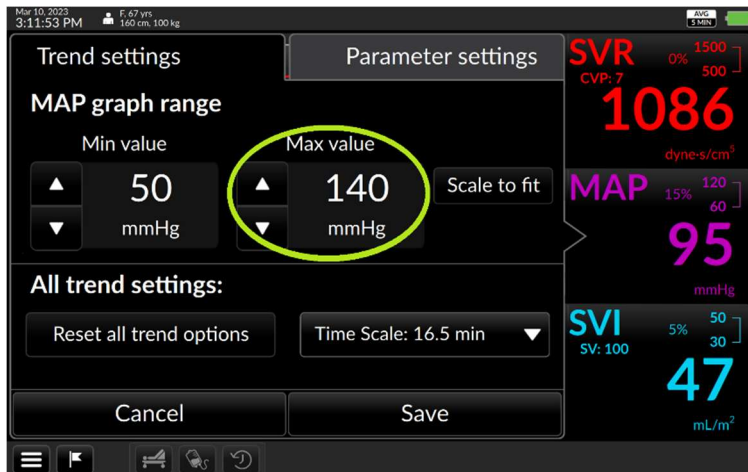 Mar 10, 2023
3:11:53 PM
F, 67 yrs
160 cm, 100 kg
AVG
5 MIN
Trend settings
Parameter settings
MAP graph range
Min value
Max value
50
mmHg
140
mmHg
Scale to fit
All trend settings:
Reset all trend options
Time Scale: 16.5 min
Cancel
Save
SVR
CVP: 7
0%
1500
500
1086
dyne·s/cm⁵
MAP
15%
120
60
95
mmHg
SVI
SV: 100
5%
50
30
47
mL/m²